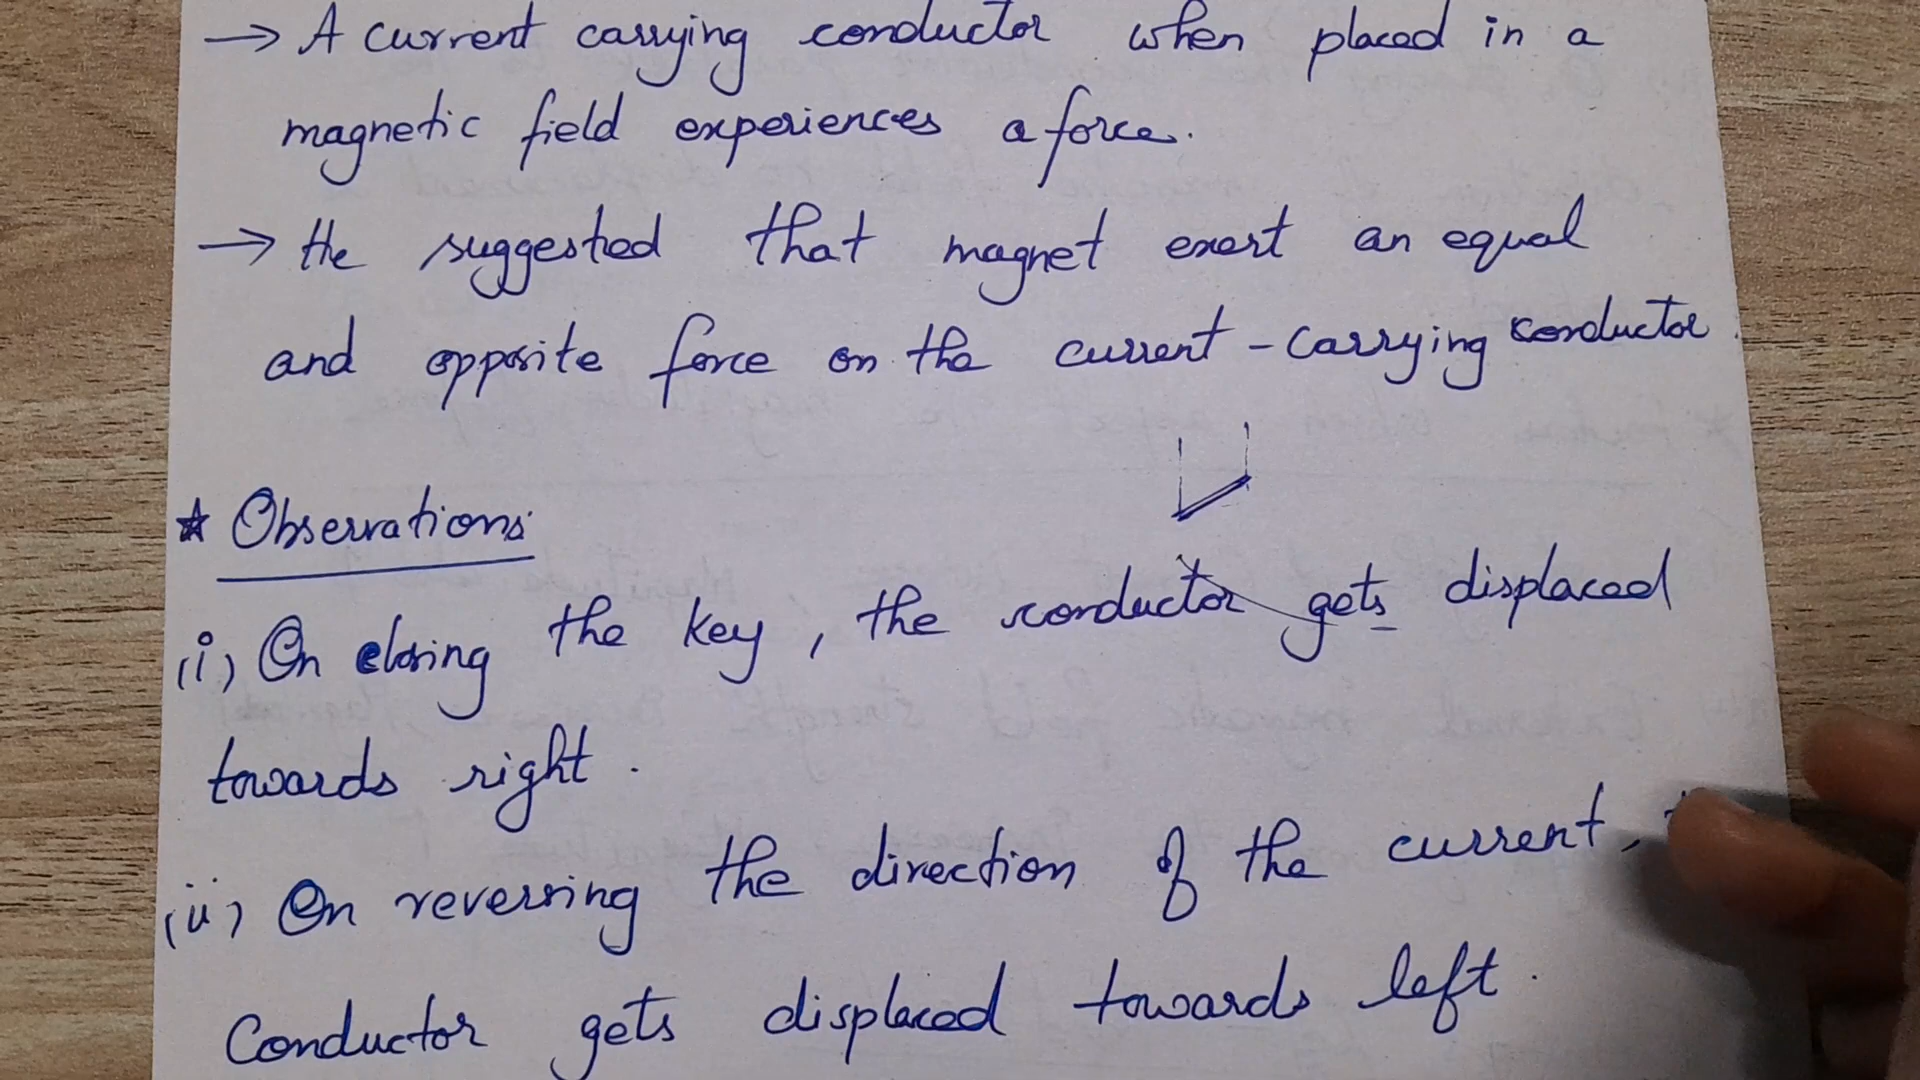 → A current carrying conductor when placed in a
magnetic field experiences a force.
→ He suggested that magnet exert an equal
and opposite force on the current-carrying conductor.
★ Observations:
(i) On closing the key, the conductor gets displaced
towards right.
(ii) On reversing the direction of the current,
Conductor gets displaced towards left.